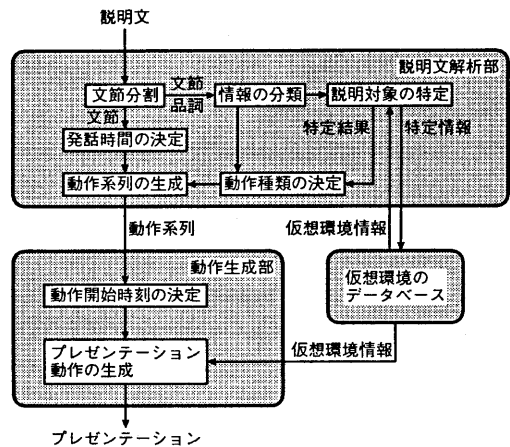 説明文
説明文解析部
文節分割
文節
品詞
情報の分類
説明対象の特定
文節
発話時間の決定
特定結果
特定情報
動作系列の生成
動作種類の決定
動作系列
仮想環境情報
動作生成部
動作開始時刻の決定
仮想環境の
データベース
プレゼンテーション
動作の生成
仮想環境情報
プレゼンテーション